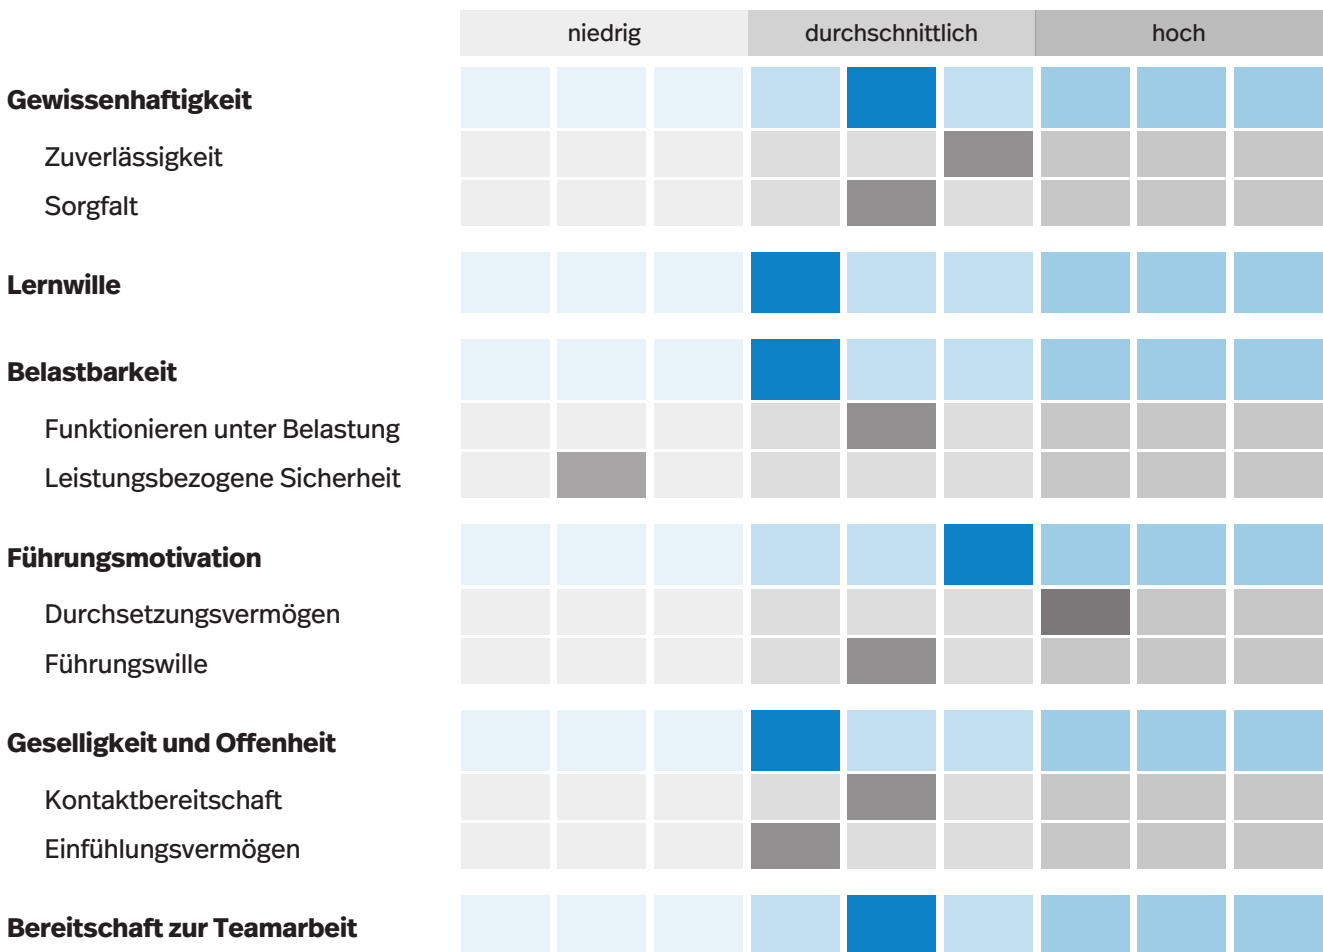 niedrig durchschnittlich hoch
Gewissenhaftigkeit
Zuverlässigkeit
Sorgfalt
Lernwille
Belastbarkeit
Funktionieren unter Belastung
Leistungsbezogene Sicherheit
Führungsmotivation
Durchsetzungsvermögen
Führungswille
Geselligkeit und Offenheit
Kontaktbereitschaft
Einfühlungsvermögen
Bereitschaft zur Teamarbeit